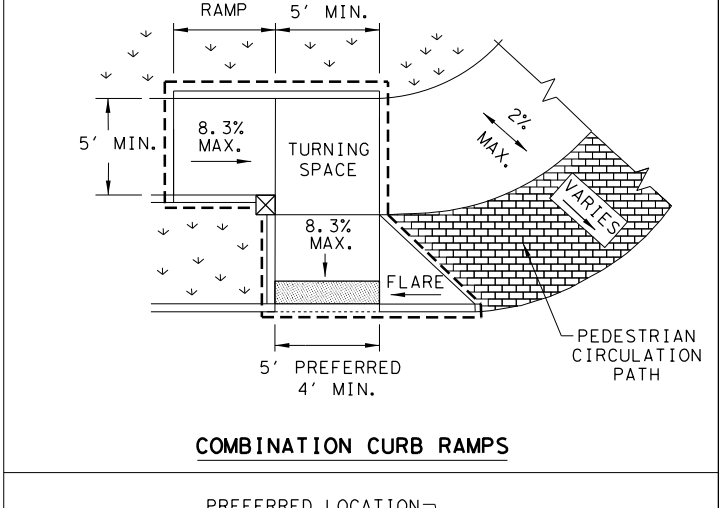 RAMP
5' MIN.
5' MIN.
8.3%
MAX.
TURNING
SPACE
2%
MAX.
VARIES
8.3%
MAX.
FLARE
5' PREFERRED
4' MIN.
PEDESTRIAN
CIRCULATION
PATH
COMBINATION CURB RAMPS
PREFERRED LOCATION